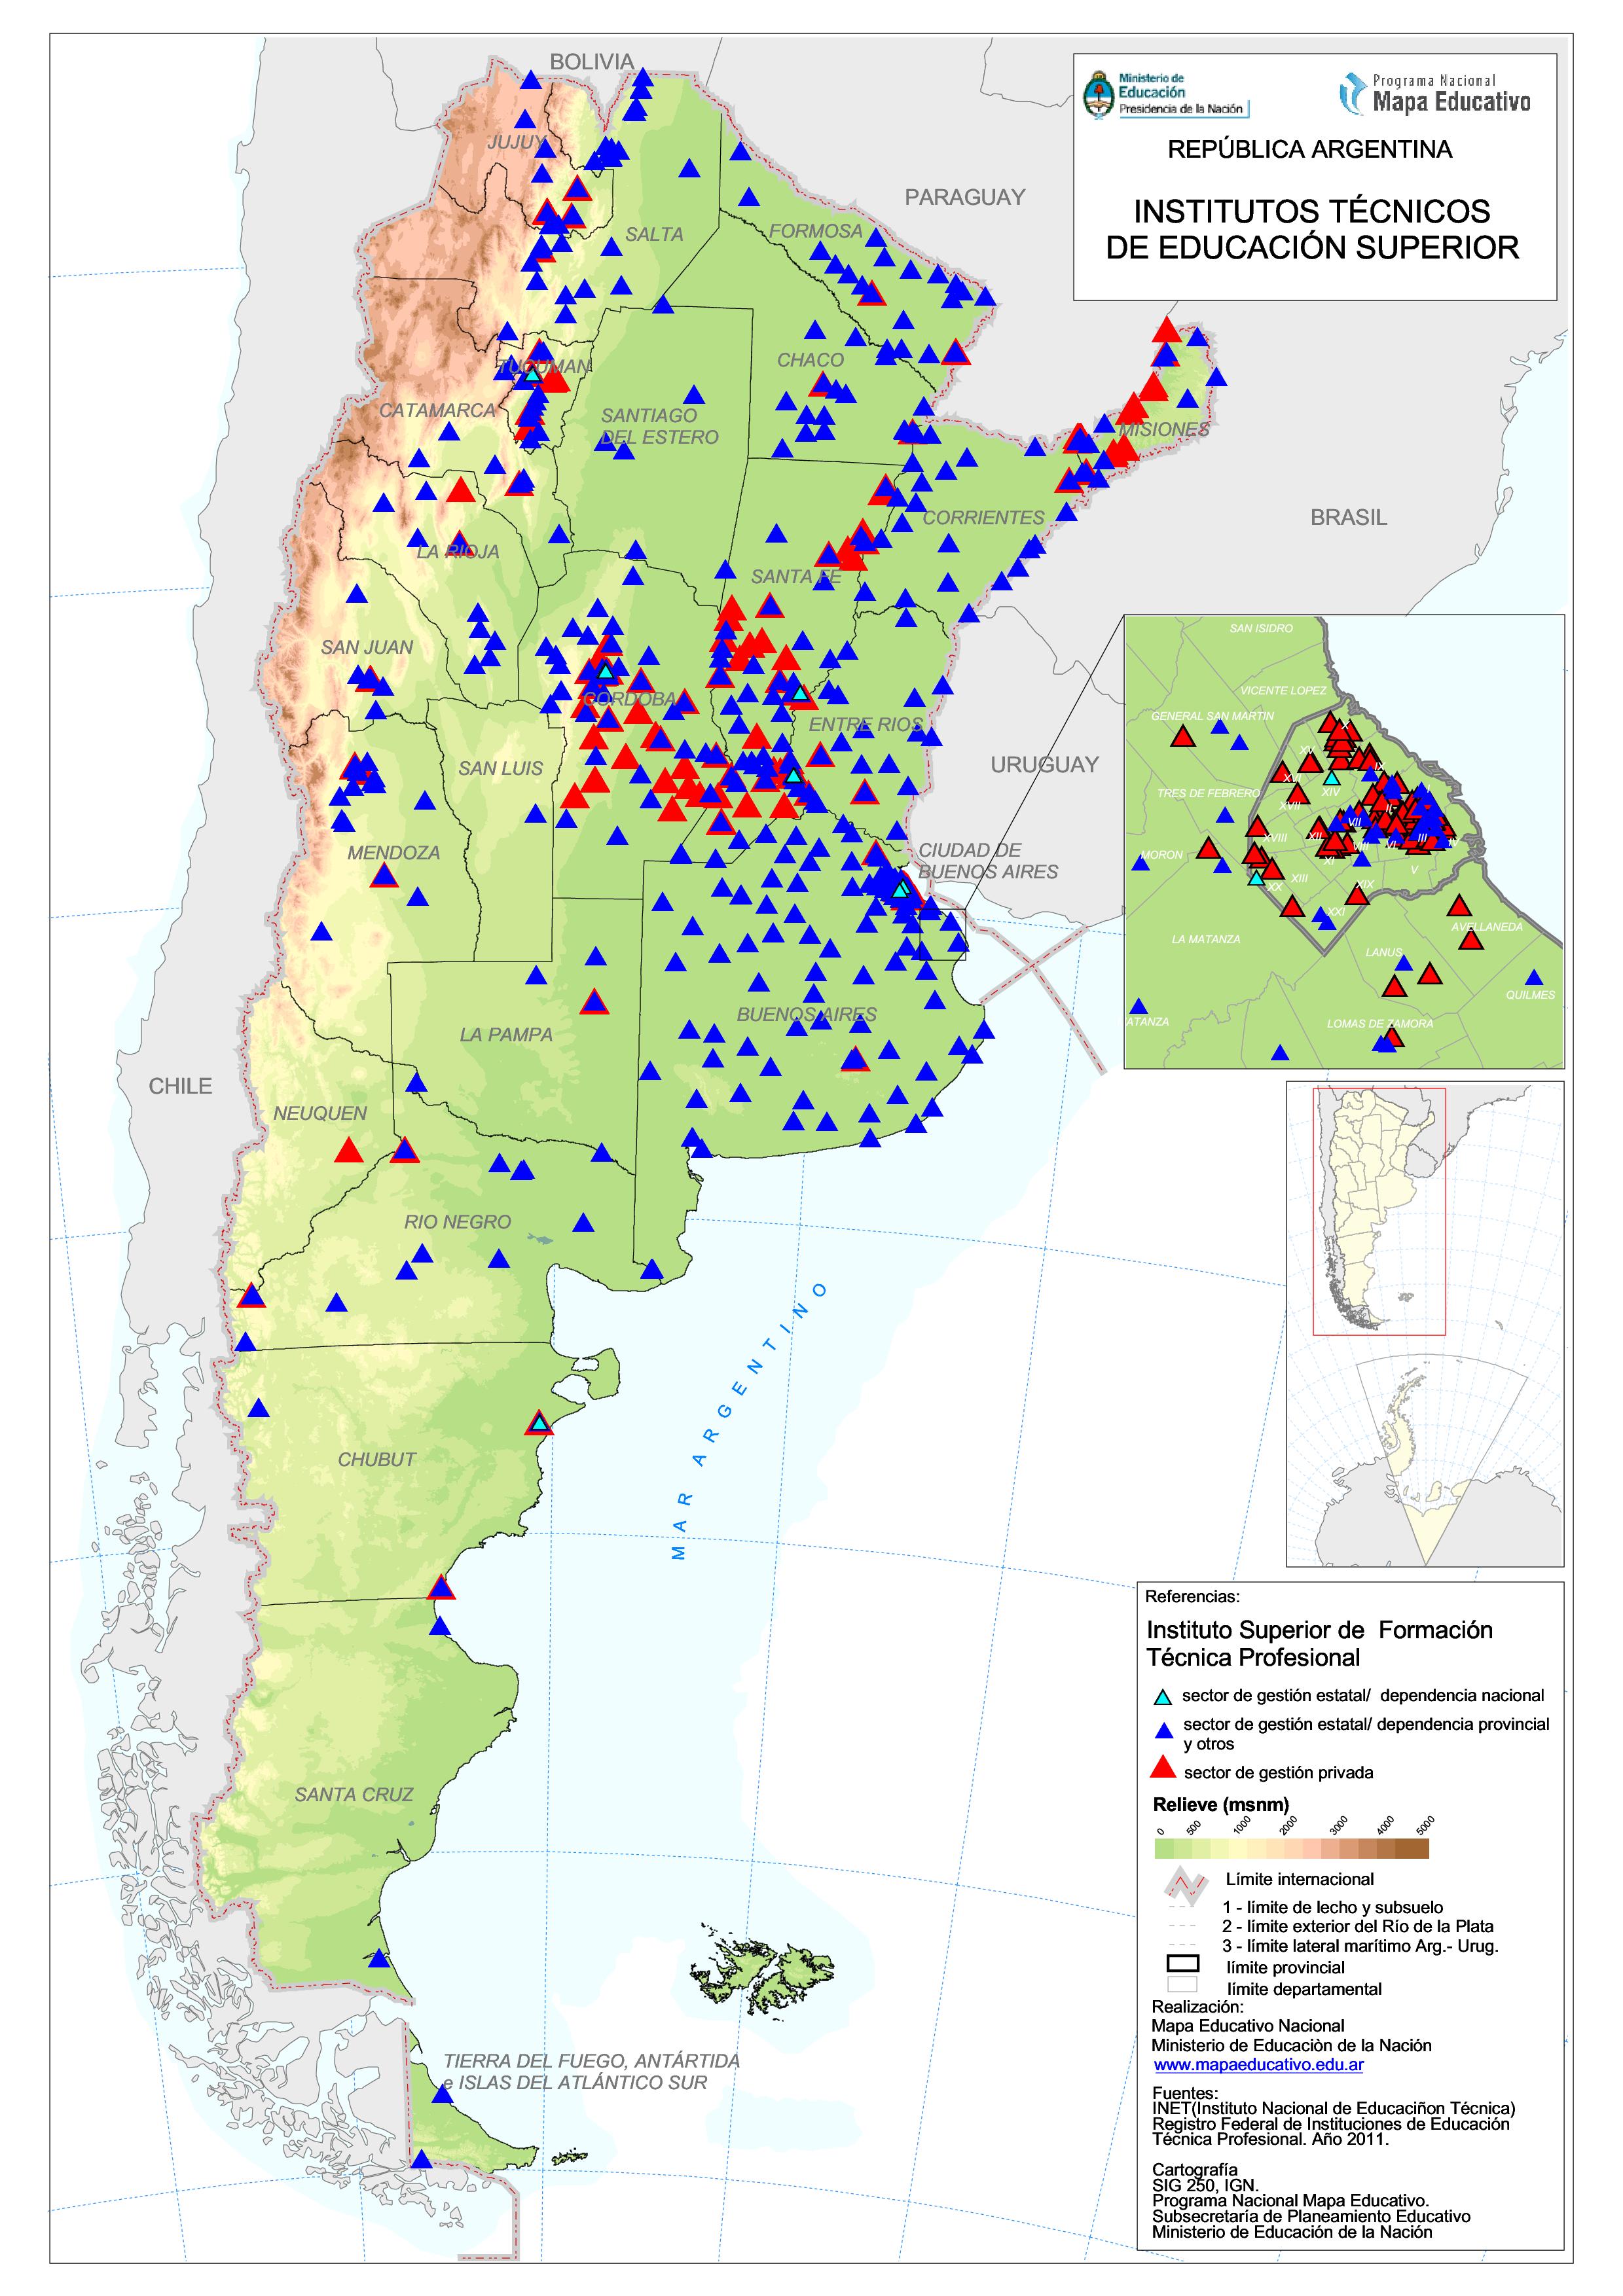 Ministerio de
Educación
Presidencia de la Nación
Programa Nacional
Mapa Educativo
REPÚBLICA ARGENTINA
INSTITUTOS TÉCNICOS
DE EDUCACIÓN SUPERIOR
BOLIVIA
JUJUY
PARAGUAY
SALTA
FORMOSA
CHACO
TUCUMAN
CATAMARCA
SANTIAGO
DEL ESTERO
MISIONES
CORRIENTES
BRASIL
LA RIOJA
SANTA FE
SAN JUAN
CORDOBA
ENTRE RIOS
SAN LUIS
URUGUAY
MENDOZA
CIUDAD DE
BUENOS AIRES
BUENOS AIRES
LA PAMPA
CHILE
NEUQUEN
RIO NEGRO
MAR ARGENTINO
CHUBUT
SANTA CRUZ
TIERRA DEL FUEGO, ANTÁRTIDA
e ISLAS DEL ATLÁNTICO SUR
SAN ISIDRO
VICENTE LOPEZ
GENERAL SAN MARTIN
TRES DE FEBRERO
XIV
XVII
XVIII
VII
III
MORON
XI
XIII
V
XX
XIX
XXI
LA MATANZA
AVELLANEDA
LANUS
QUILMES
ATANZA
LOMAS DE ZAMORA
Referencias:
Instituto Superior de Formación
Técnica Profesional
sector de gestión estatal/ dependencia nacional
sector de gestión estatal/ dependencia provincial
y otros
sector de gestión privada
Relieve (msnm)
0 500 1000 2000 3000 4000 5000
Límite internacional
1 - límite de lecho y subsuelo
2 - límite exterior del Río de la Plata
3 - límite lateral marítimo Arg.- Urug.
límite provincial
límite departamental
Realización:
Mapa Educativo Nacional
Ministerio de Educaciòn de la Nación
www.mapaeducativo.edu.ar
Fuentes:
INET(Instituto Nacional de Educaciñon Técnica)
Registro Federal de Instituciones de Educación
Técnica Profesional. Año 2011.
Cartografía
SIG 250, IGN.
Programa Nacional Mapa Educativo.
Subsecretaría de Planeamiento Educativo
Ministerio de Educación de la Nación